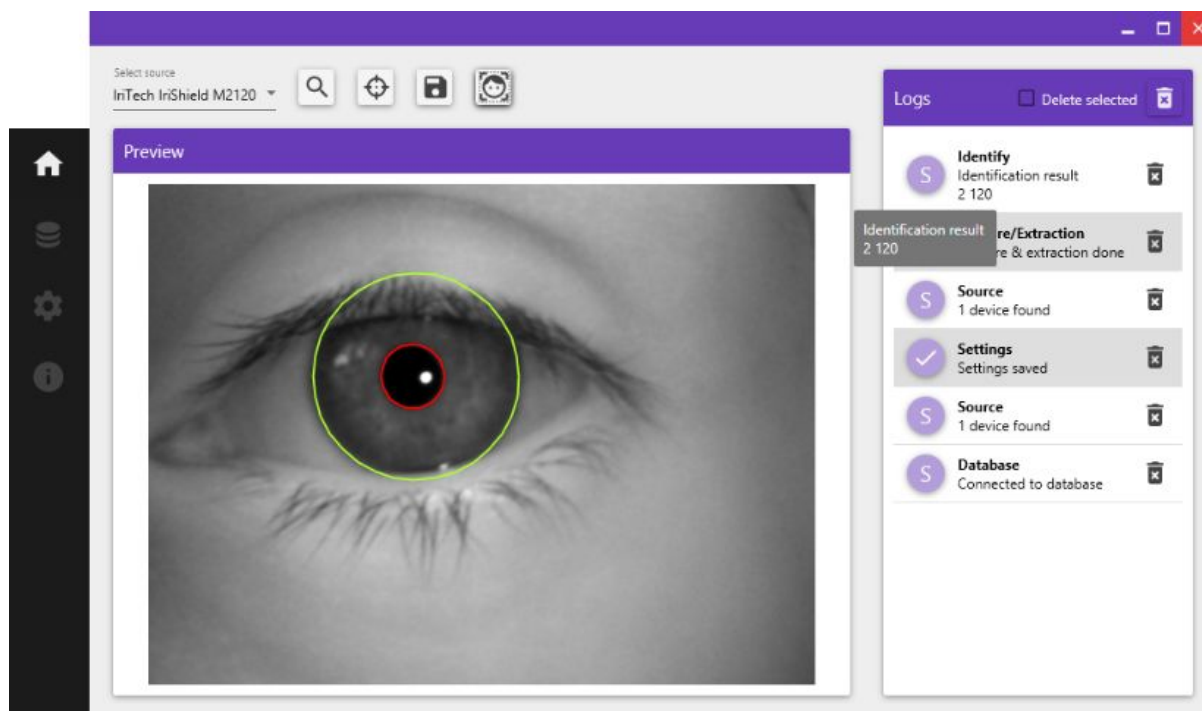 Select source
IriTech IriShield M2120
Preview
Logs
Delete selected
S
Identify
Identification result
2 120
Identification result
2 120
re/Extraction
re & extraction done
S
Source
1 device found
Settings
Settings saved
S
Source
1 device found
S
Database
Connected to database